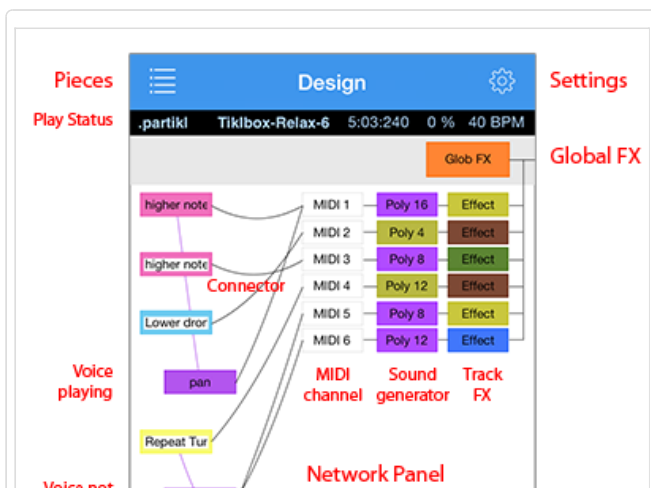 Pieces
Design
Settings
Play Status
.partikl Tiklbox-Relax-6 5:03:240 0 % 40 BPM
Glob FX
Global FX
higher note MIDI 1 Poly 16 Effect
MIDI 2 Poly 4 Effect
higher note MIDI 3 Poly 8 Effect
Connector
MIDI 4 Poly 12 Effect
Lower dror MIDI 5 Poly 8 Effect
MIDI 6 Poly 12 Effect
Voice
playing
pan
MIDI
channel
Sound
generator
Track
FX
Repeat Tur
Network Panel
Voice not